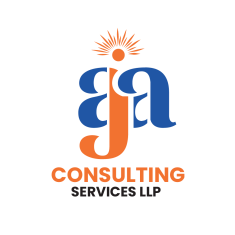 aja
CONSULTING
SERVICES LLP